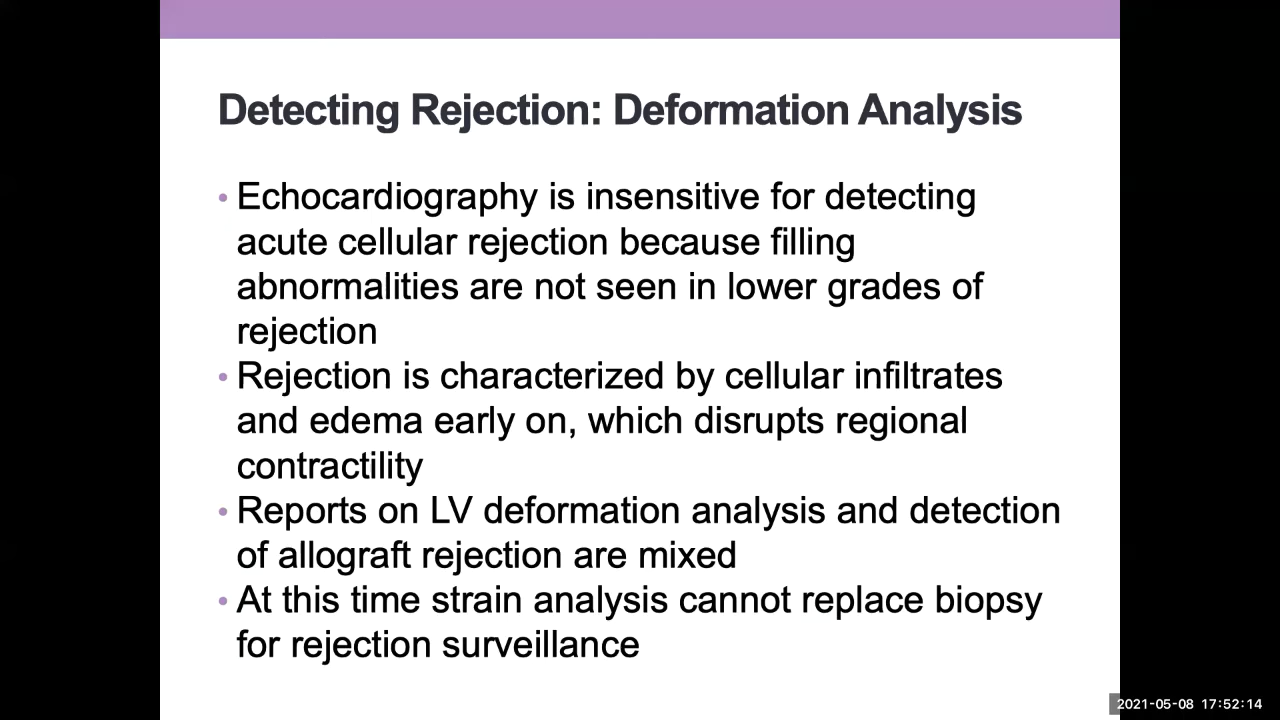 Detecting Rejection: Deformation Analysis
• Echocardiography is insensitive for detecting
acute cellular rejection because filling
abnormalities are not seen in lower grades of
rejection
• Rejection is characterized by cellular infiltrates
and edema early on, which disrupts regional
contractility
• Reports on LV deformation analysis and detection
of allograft rejection are mixed
• At this time strain analysis cannot replace biopsy
for rejection surveillance
2021-05-08 17:52:14